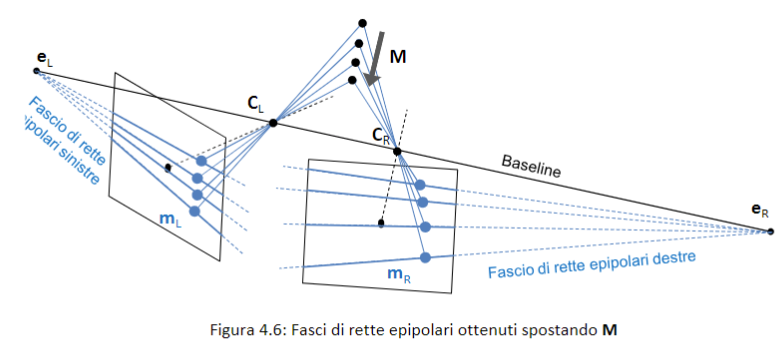 e_L
M
C_L
Fascio di rette
ipolari sinistre
C_R
Baseline
e_R
m_L
m_R
Fascio di rette epipolari destre
Figura 4.6: Fasci di rette epipolari ottenuti spostando M